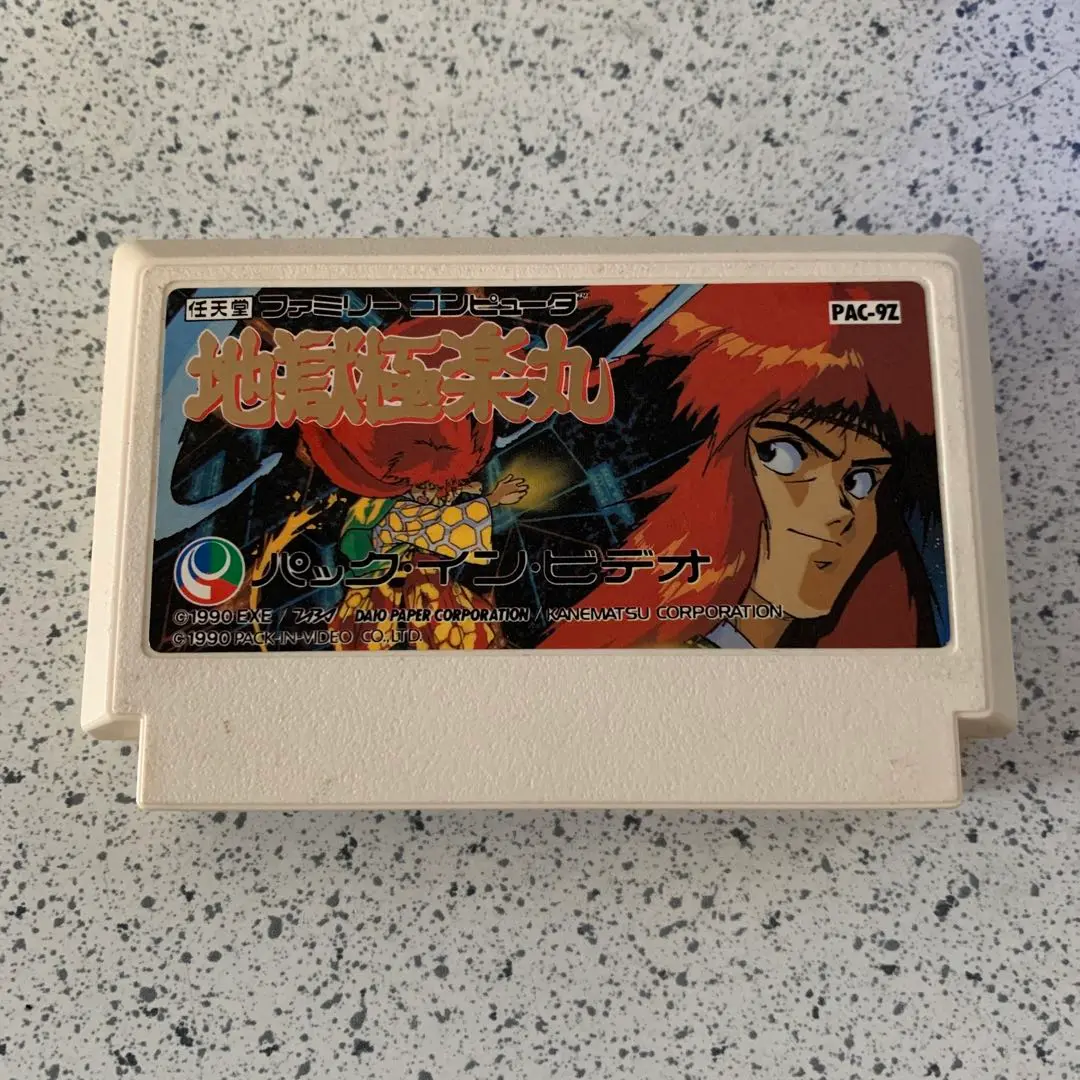 任天堂 ファミリーコンピュータ™
PAC-9Z
地獄極楽丸
パック・イン・ビデオ
©1990 EXE / / DAIO PAPER CORPORATION / KANEMATSU CORPORATION
©1990 PACK-IN-VIDEO CO.,LTD.